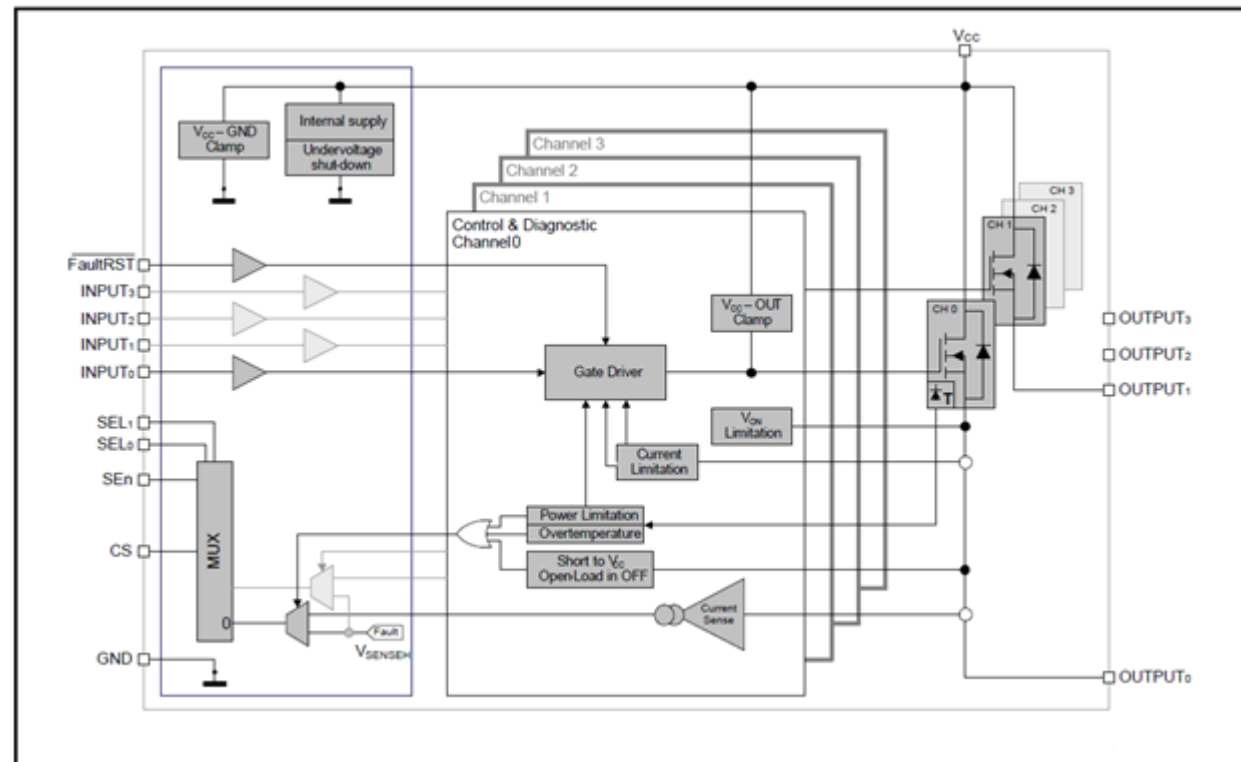 VCC
VCC – GND
Clamp
Internal supply
Undervoltage
shut-down
Channel 3
Channel 2
Channel 1
Control & Diagnostic
Channel0
CH 3
CH 2
CH 1
CH 0
T
FaultRST
INPUT3
INPUT2
INPUT1
INPUT0
VCC – OUT
Clamp
Gate Driver
OUTPUT3
OUTPUT2
OUTPUT1
SEL1
SEL0
SEn
CS
GND
MUX
0
VON
Limitation
Current
Limitation
Power Limitation
Overtemperature
Short to VCC
Open-Load in OFF
Current
Sense
Fault
VSENSEH
OUTPUT0